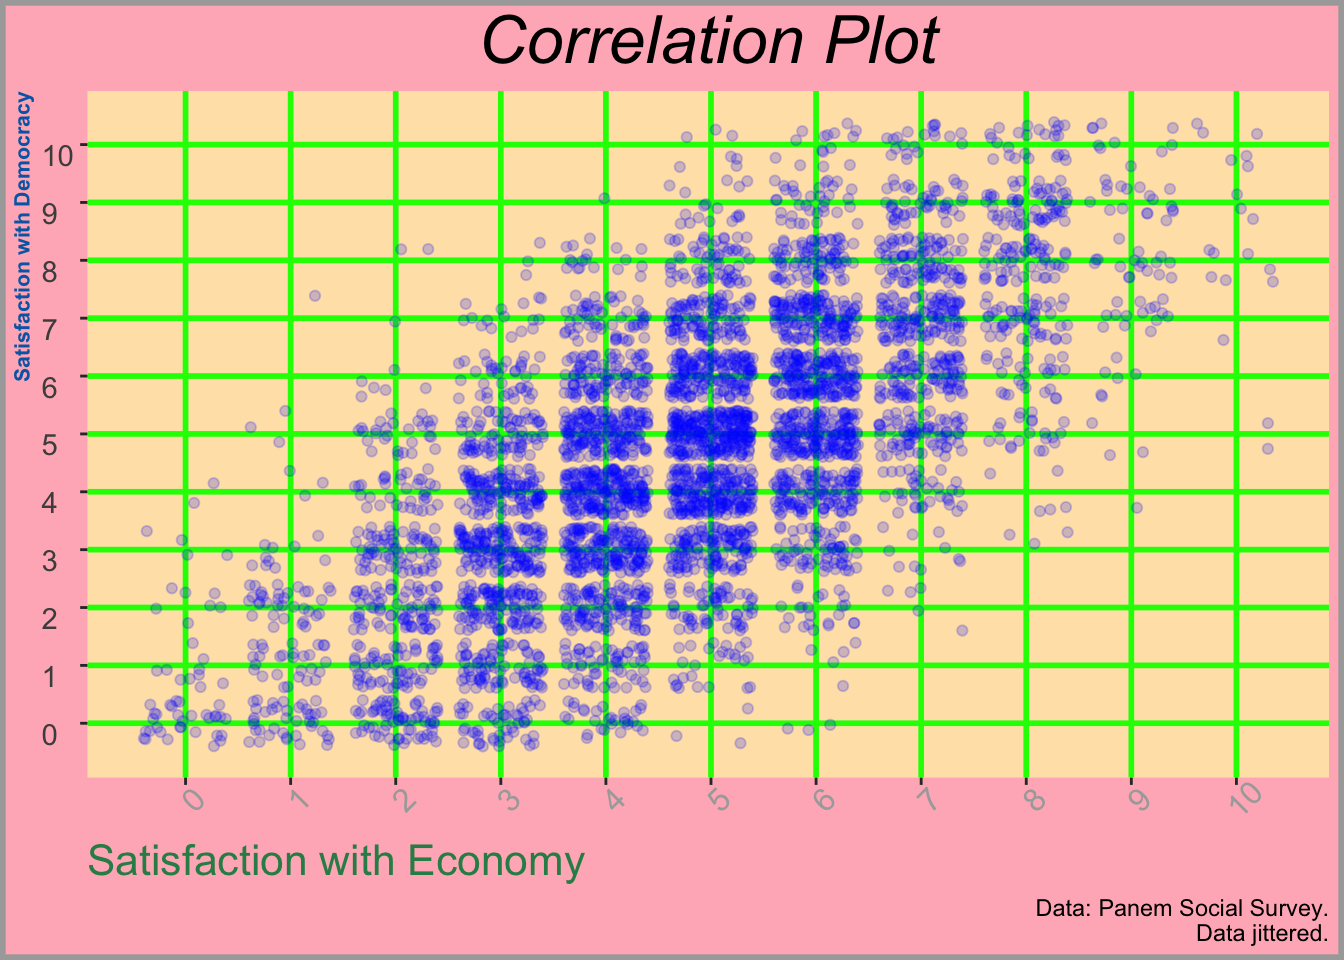 Correlation Plot
Satisfaction with Democracy
10
9
8
7
6
5
4
3
2
1
0
0 1 2 3 4 5 6 7 8 9 10
Satisfaction with Economy
Data: Panem Social Survey.
Data jittered.